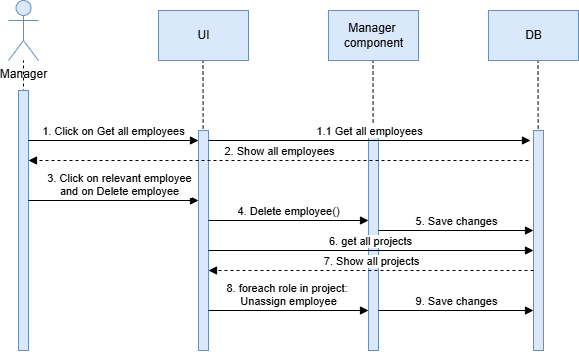 UI
Manager
component
DB
Manager
1. Click on Get all employees
1.1 Get all employees
2. Show all employees
3. Click on relevant employee
and on Delete employee
4. Delete employee()
5. Save changes
6. get all projects
7. Show all projects
8. foreach role in project:
Unassign employee
9. Save changes